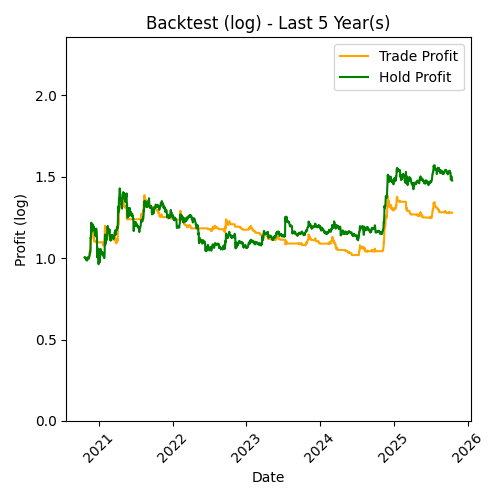 Backtest (log) - Last 5 Year(s)
Trade Profit
Hold Profit
Profit (log)
2.0
1.5
1.0
0.5
0.0
2021
2022
2023
2024
2025
2026
Date